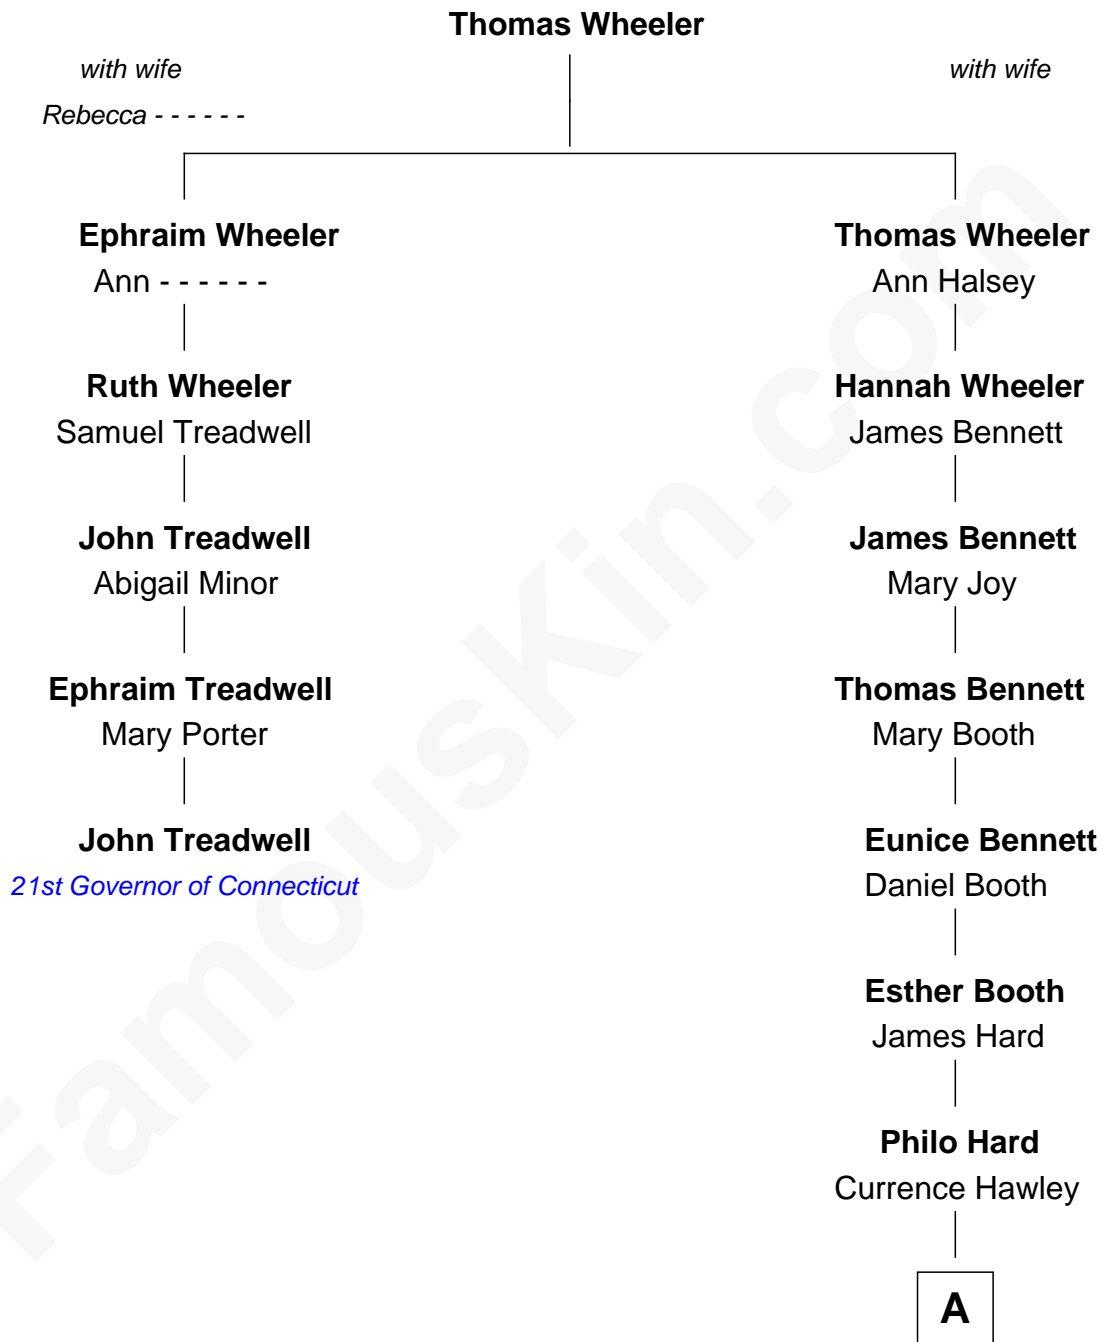 Thomas Wheeler
with wife
with wife
Rebecca - - - - - -
Ephraim Wheeler
Thomas Wheeler
Ann - - - - - -
Ann Halsey
Ruth Wheeler
Hannah Wheeler
Samuel Treadwell
James Bennett
John Treadwell
James Bennett
Abigail Minor
Mary Joy
Ephraim Treadwell
Thomas Bennett
Mary Porter
Mary Booth
John Treadwell
Eunice Bennett
21st Governor of Connecticut
Daniel Booth
Esther Booth
James Hard
Philo Hard
Currence Hawley
A
FamousKin.com